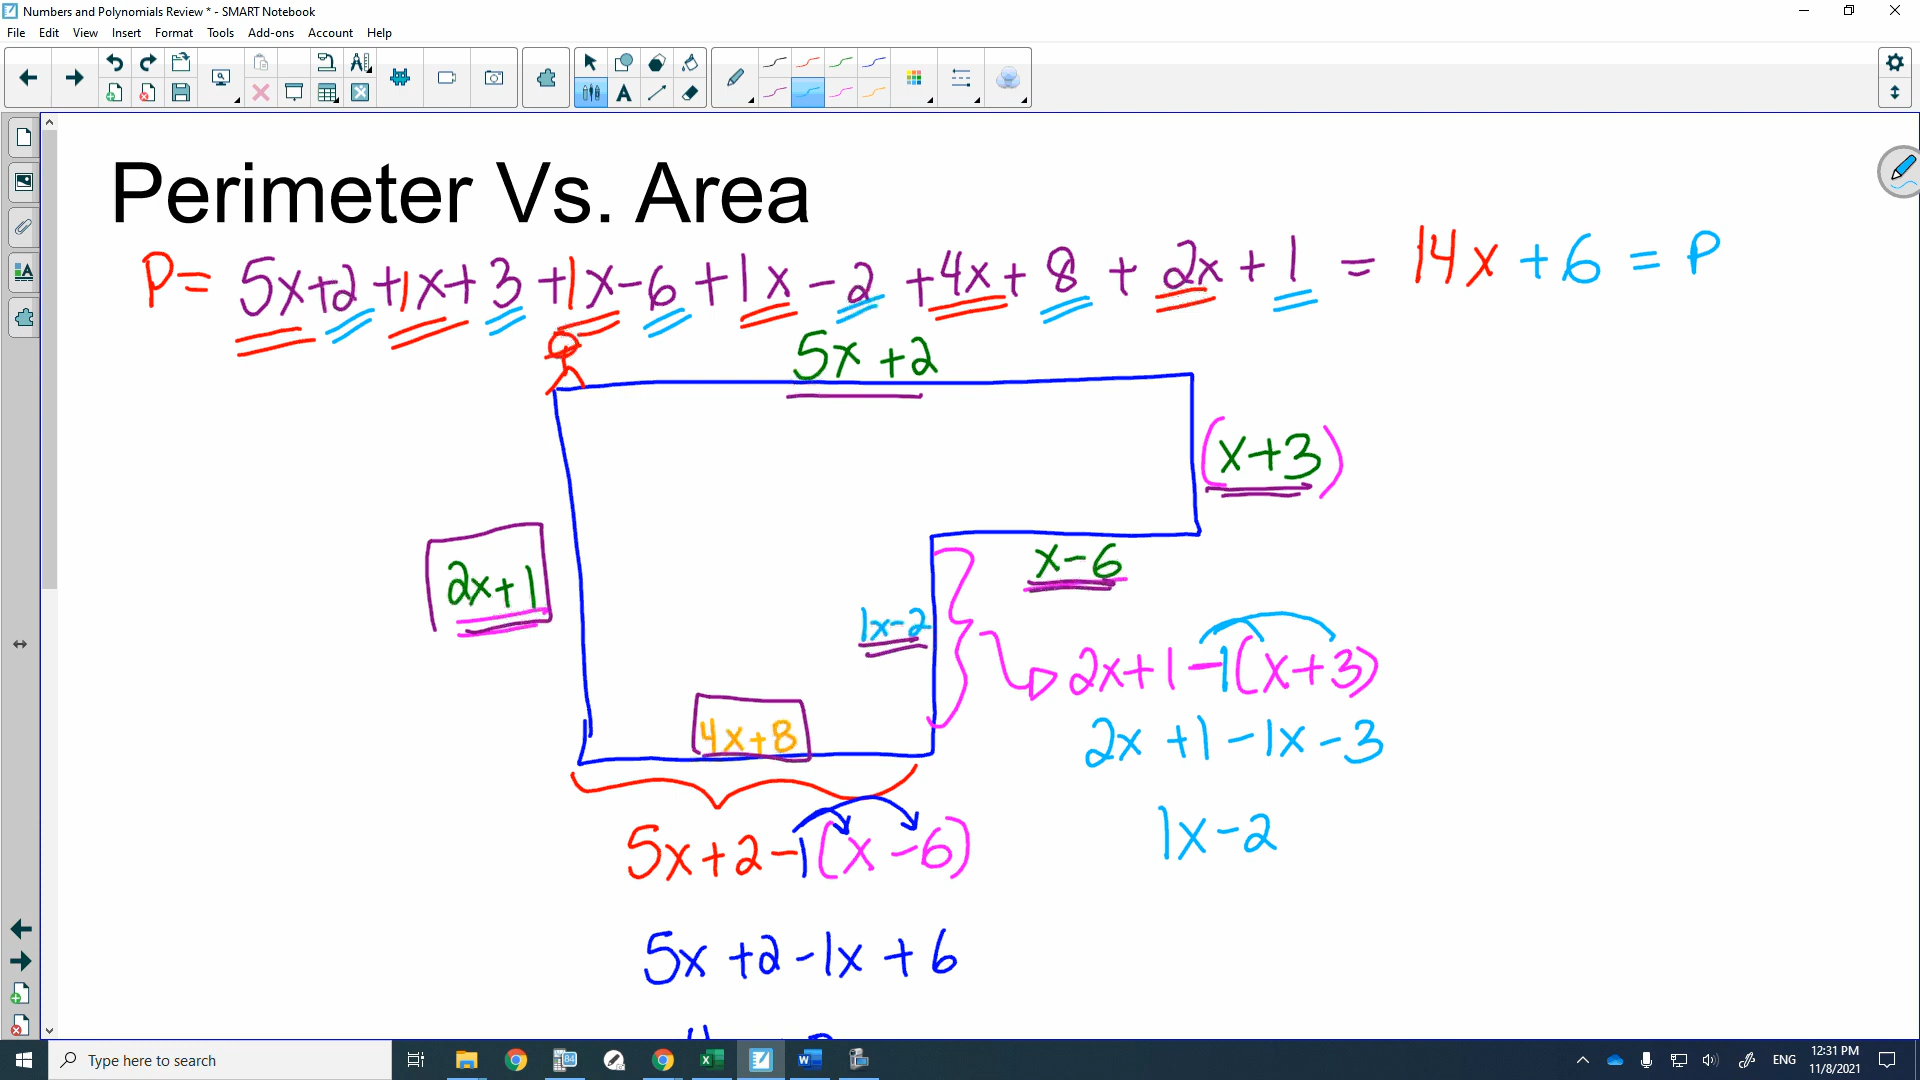 Numbers and Polynomials Review * - SMART Notebook
File Edit View Insert Format Tools Add-ons Account Help
Perimeter Vs. Area
P= 5x+2+1x+3+1x-6+1x-2+4x+8+2x+1 = 14x+6 = P
5x+2
(x+3)
x-6
2x+1
1x-2
2x+1-1(x+3)
4x+8
2x+1-1x-3
5x+2-1(x-6)
1x-2
5x+2-1x+6
Type here to search
84
ENG
12:31 PM
11/8/2021